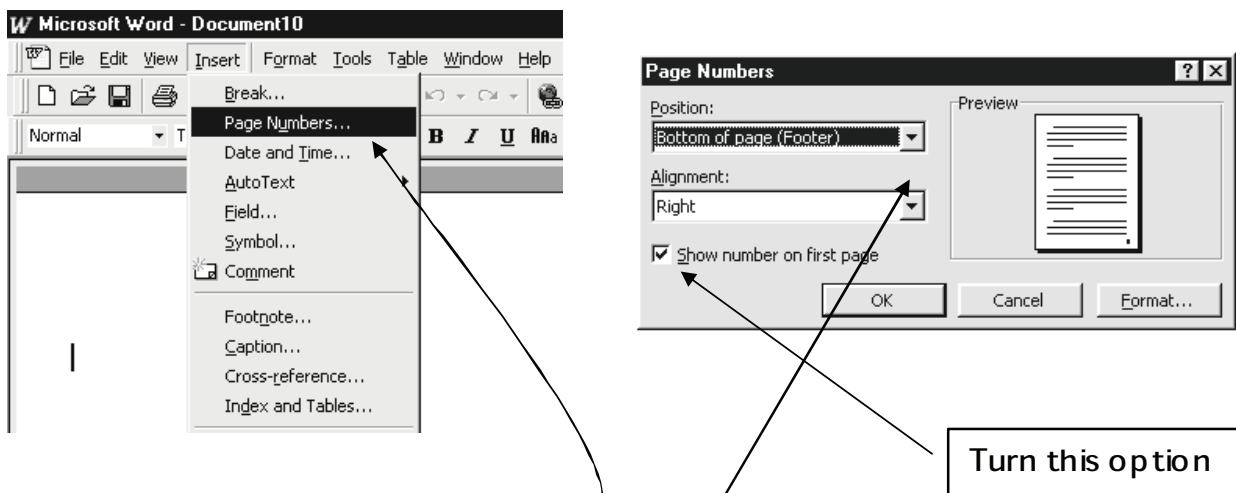 W Microsoft Word - Document10
File Edit View Insert Format Tools Table Window Help
Normal T B I U
Break...
Page Numbers...
Date and Time...
AutoText
Field...
Symbol...
Comment
Footnote...
Caption...
Cross-reference...
Index and Tables...
Page Numbers
Position:
Bottom of page (Footer)
Alignment:
Right
Show number on first page
Preview
OK Cancel Format...
Turn this option